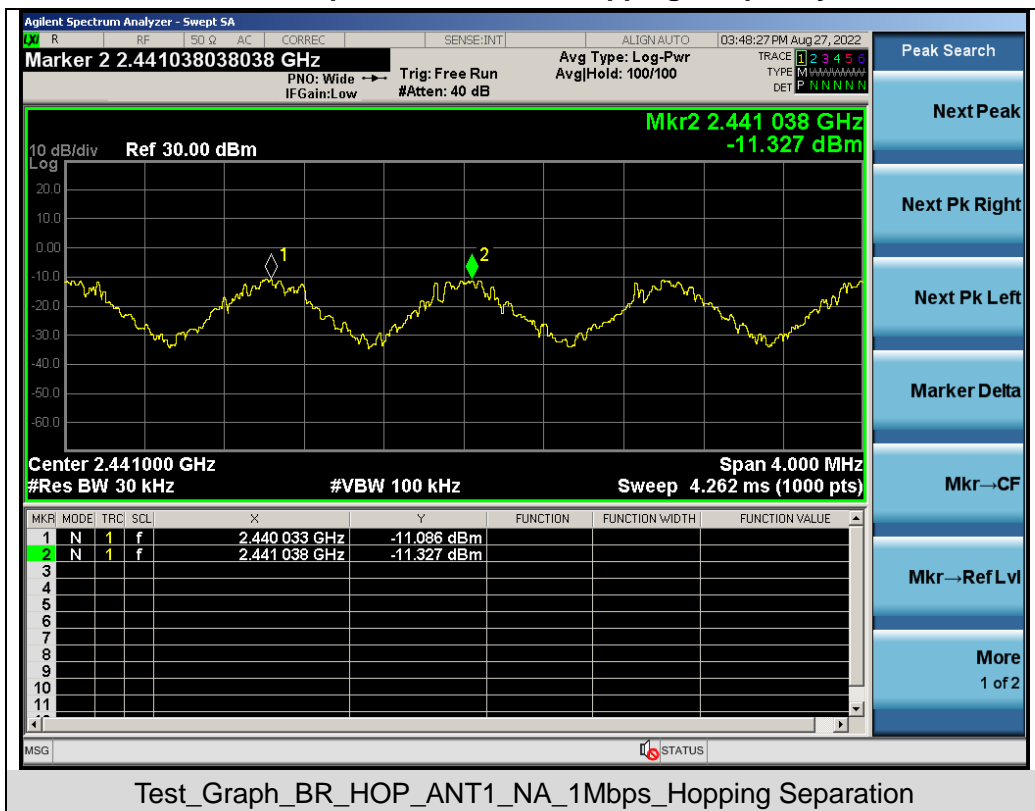 Agilent Spectrum Analyzer - Swept SA
LXI R RF 50 Ω AC CORREC SENSE:INT ALIGN AUTO 03:48:27 PM Aug 27, 2022
Marker 2 2.441038038038 GHz
PNO: Wide
IFGain:Low
Trig: Free Run
#Atten: 40 dB
Avg Type: Log-Pwr
Avg|Hold: 100/100
TRACE 1 2 3 4 5 6
TYPE M
DET P N N N N N
Mkr2 2.441 038 GHz
-11.327 dBm
10 dB/div Ref 30.00 dBm
Log
20.0
10.0
0.00
-10.0
-20.0
-30.0
-40.0
-50.0
-60.0
1
2
Center 2.441000 GHz Span 4.000 MHz
#Res BW 30 kHz #VBW 100 kHz Sweep 4.262 ms (1000 pts)
MKR MODE TRC SCL X Y FUNCTION FUNCTION WIDTH FUNCTION VALUE
1 N 1 f 2.440 033 GHz -11.086 dBm
2 N 1 f 2.441 038 GHz -11.327 dBm
3
4
5
6
7
8
9
10
11
MSG STATUS
Peak Search
Next Peak
Next Pk Right
Next Pk Left
Marker Delta
Mkr→CF
Mkr→Ref Lvl
More
1 of 2
Test_Graph_BR_HOP_ANT1_NA_1Mbps_Hopping Separation